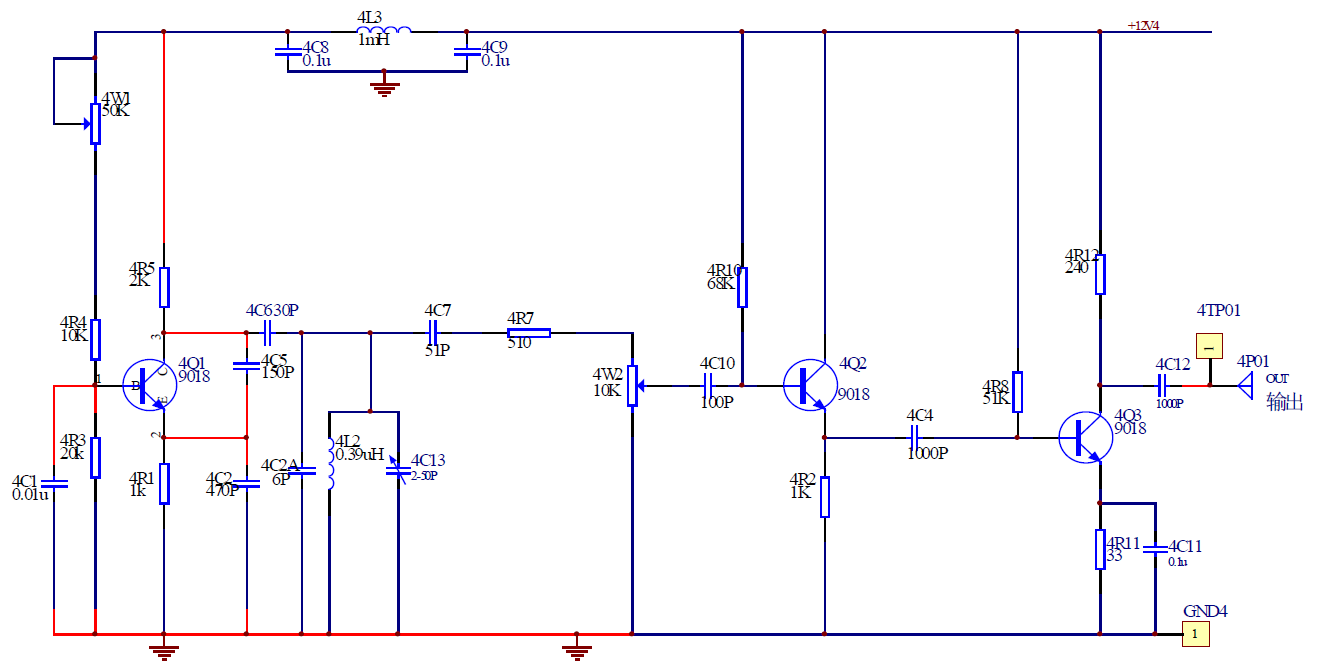 4L3
1mH
+12V4
4C8
0.1u
4C9
0.1u
4W1
50K
4R5
2K
4R10
68K
4R12
240
4C6 30P
4C7
51P
4R7
510
4TP01
1
4R4
10K
3
4Q1
9018
C
B
E
1
2
4C5
150P
4W2
10K
4C10
100P
4Q2
9018
4R8
51K
4C12
1000P
4P01
OUT
输出
4R3
20k
4C1
0.01u
4R1
1k
4C2
470P
4C2A
6P
4L2
0.39uH
4C13
2-50P
4C4
1000P
4Q3
9018
4R2
1K
4R11
33
4C11
0.1u
GND4
1